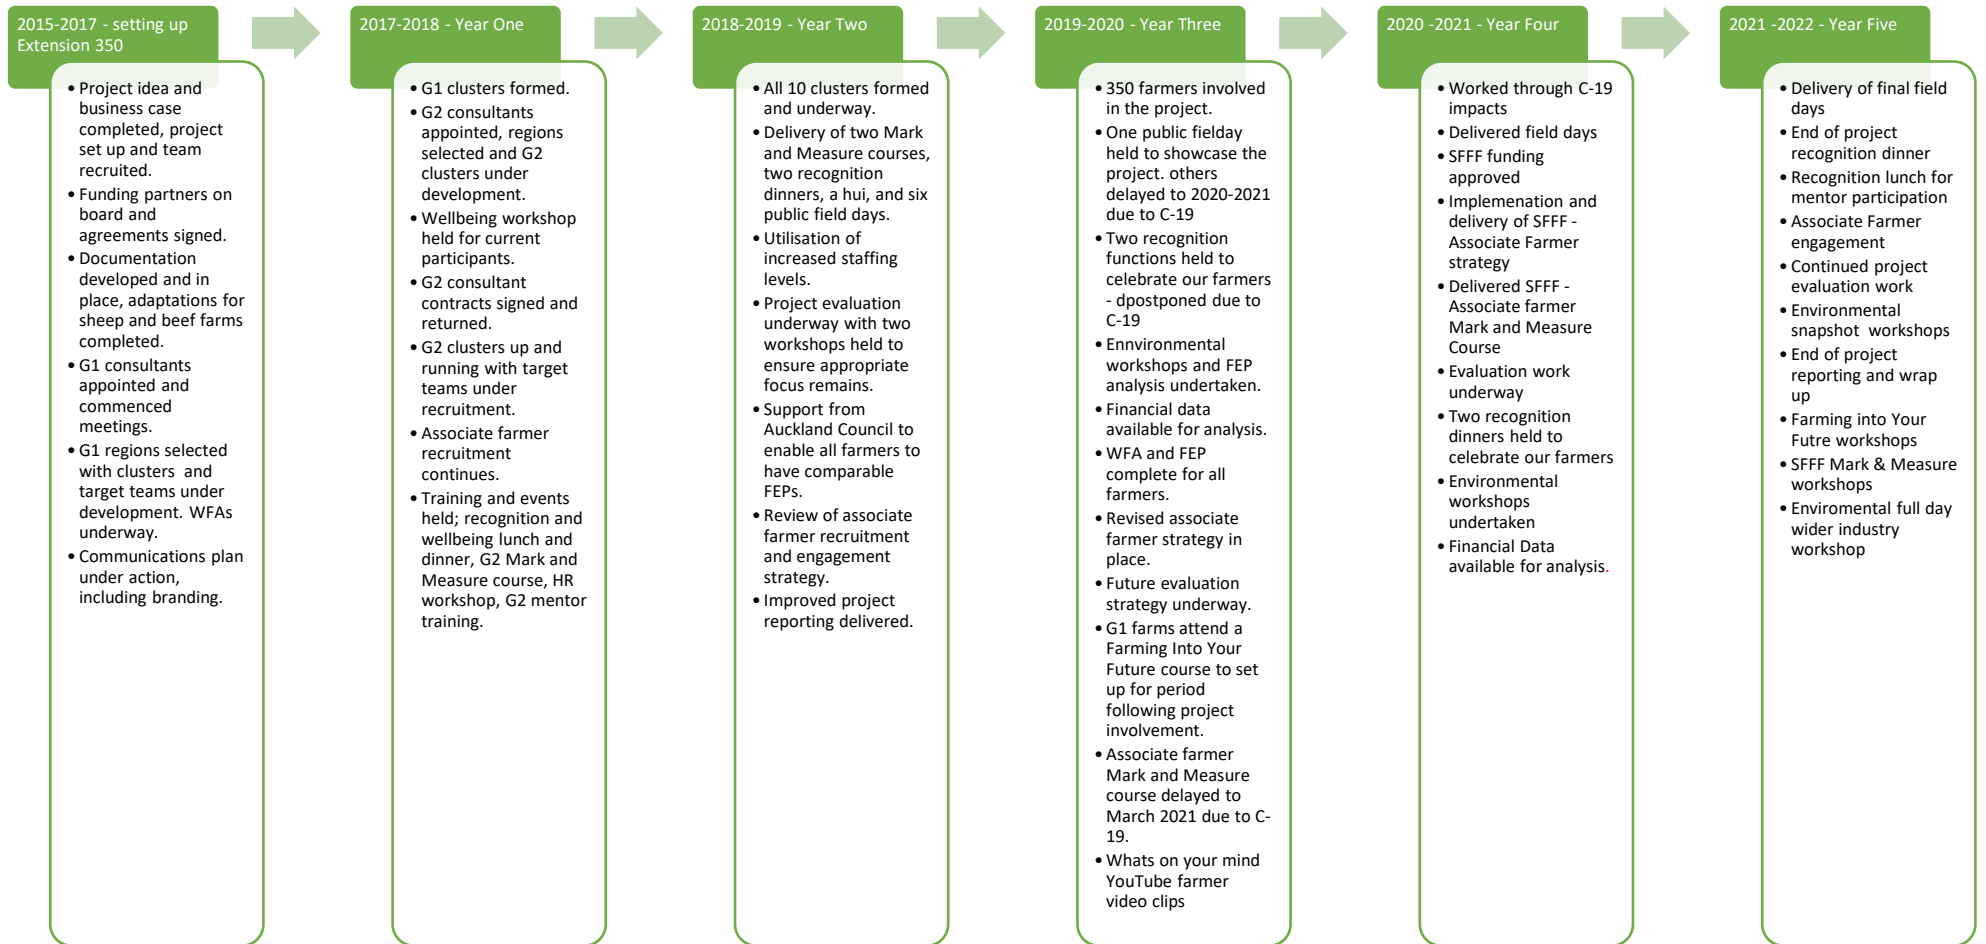 2015-2017 - setting up
Extension 350
• Project idea and
business case
completed, project
set up and team
recruited.
• Funding partners on
board and
agreements signed.
• Documentation
developed and in
place, adaptations for
sheep and beef farms
completed.
• G1 consultants
appointed and
commenced
meetings.
• G1 regions selected
with clusters and
target teams under
development. WFAs
underway.
• Communications plan
under action,
including branding.
2017-2018 - Year One
• G1 clusters formed.
• G2 consultants
appointed, regions
selected and G2
clusters under
development.
• Wellbeing workshop
held for current
participants.
• G2 consultant
contracts signed and
returned.
• G2 clusters up and
running with target
teams under
recruitment.
• Associate farmer
recruitment
continues.
• Training and events
held; recognition and
wellbeing lunch and
dinner, G2 Mark and
Measure course, HR
workshop, G2 mentor
training.
2018-2019 - Year Two
• All 10 clusters formed
and underway.
• Delivery of two Mark
and Measure courses,
two recognition
dinners, a hui, and six
public field days.
• Utilisation of
increased staffing
levels.
• Project evaluation
underway with two
workshops held to
ensure appropriate
focus remains.
• Support from
Auckland Council to
enable all farmers to
have comparable
FEPs.
• Review of associate
farmer recruitment
and engagement
strategy.
• Improved project
reporting delivered.
2019-2020 - Year Three
• 350 farmers involved
in the project.
• One public fielday
held to showcase the
project. others
delayed to 2020-2021
due to C-19
• Two recognition
functions held to
celebrate our farmers
- dpostponed due to
C-19
• Ennvironmental
workshops and FEP
analysis undertaken.
• Financial data
available for analysis.
• WFA and FEP
complete for all
farmers.
• Revised associate
farmer strategy in
place.
• Future evaluation
strategy underway.
• G1 farms attend a
Farming Into Your
Future course to set
up for period
following project
involvement.
• Associate farmer
Mark and Measure
course delayed to
March 2021 due to C-
19.
• Whats on your mind
YouTube farmer
video clips
2020 -2021 - Year Four
• Worked through C-19
impacts
• Delivered field days
• SFFF funding
approved
• Implemenation and
delivery of SFFF -
Associate Farmer
strategy
• Delivered SFFF -
Associate farmer
Mark and Measure
Course
• Evaluation work
underway
• Two recognition
dinners held to
celebrate our farmers
• Environmental
workshops
undertaken
• Financial Data
available for analysis.
2021 -2022 - Year Five
• Delivery of final field
days
• End of project
recognition dinner
• Recognition lunch for
mentor participation
• Associate Farmer
engagement
• Continued project
evaluation work
• Environmental
snapshot workshops
• End of project
reporting and wrap
up
• Farming into Your
Futre workshops
• SFFF Mark & Measure
workshops
• Enviromental full day
wider industry
workshop